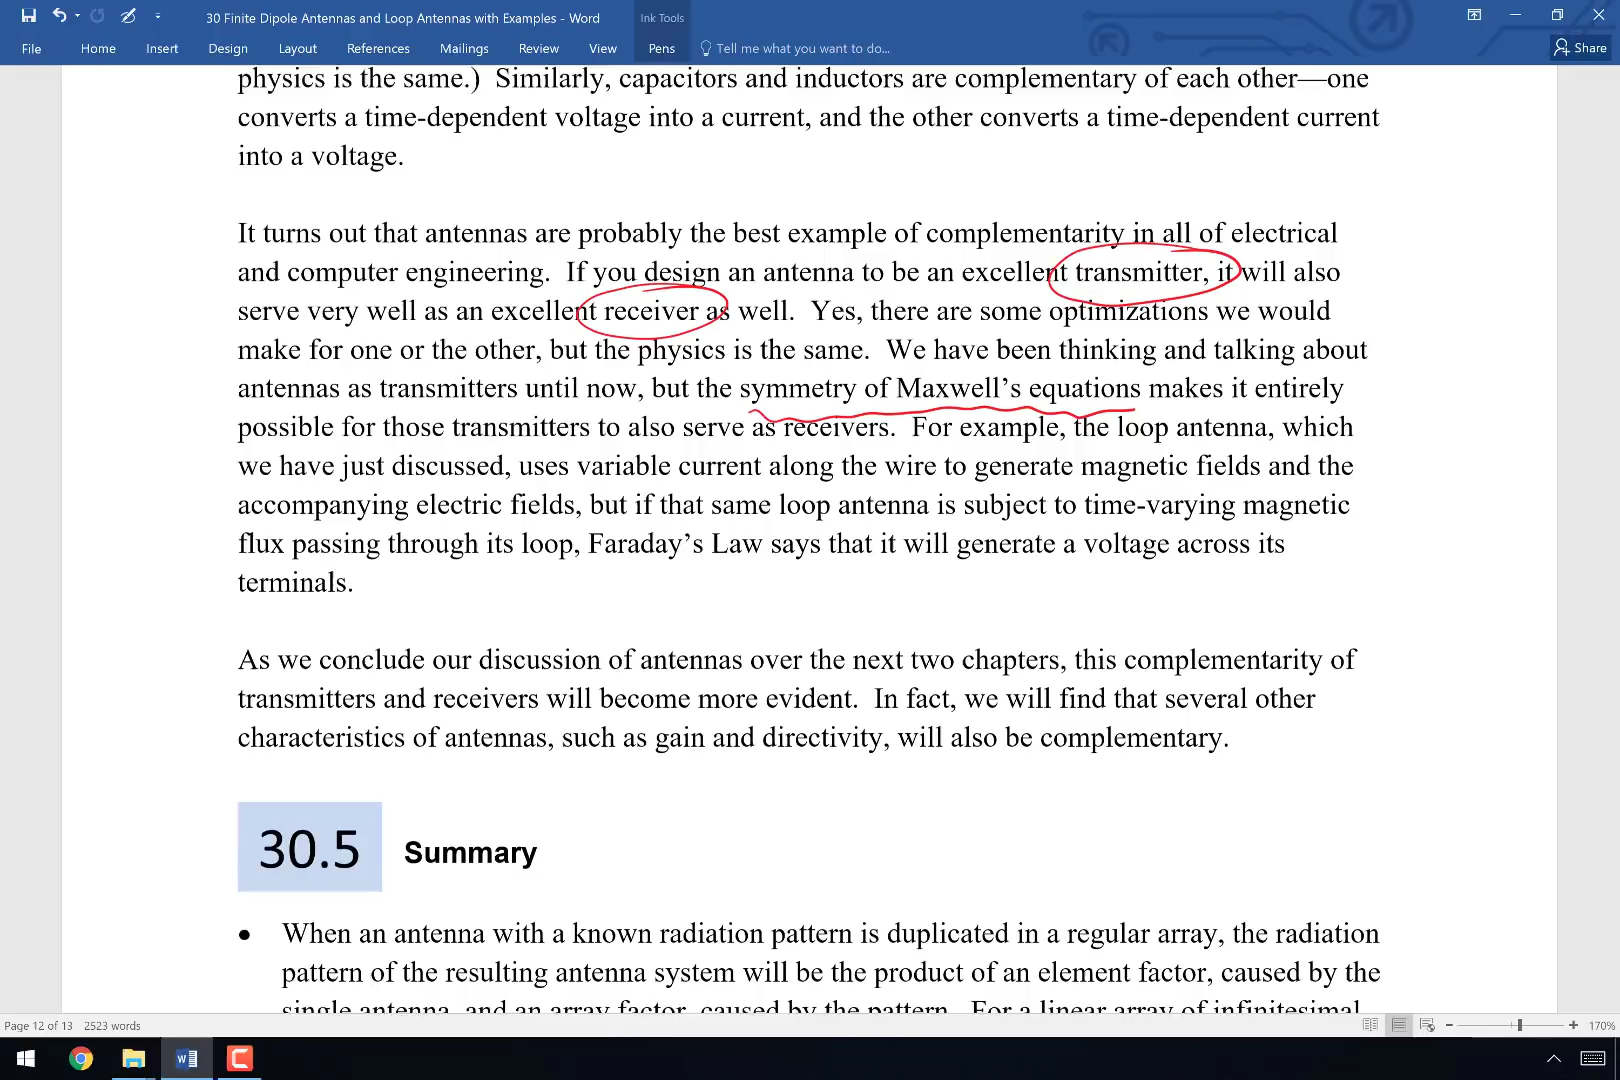 30 Finite Dipole Antennas and Loop Antennas with Examples - Word
Ink Tools
File Home Insert Design Layout References Mailings Review View Pens Tell me what you want to do... Share
physics is the same.) Similarly, capacitors and inductors are complementary of each other—one
converts a time-dependent voltage into a current, and the other converts a time-dependent current
into a voltage.
It turns out that antennas are probably the best example of complementarity in all of electrical
and computer engineering. If you design an antenna to be an excellent transmitter, it will also
serve very well as an excellent receiver as well. Yes, there are some optimizations we would
make for one or the other, but the physics is the same. We have been thinking and talking about
antennas as transmitters until now, but the symmetry of Maxwell’s equations makes it entirely
possible for those transmitters to also serve as receivers. For example, the loop antenna, which
we have just discussed, uses variable current along the wire to generate magnetic fields and the
accompanying electric fields, but if that same loop antenna is subject to time-varying magnetic
flux passing through its loop, Faraday’s Law says that it will generate a voltage across its
terminals.
As we conclude our discussion of antennas over the next two chapters, this complementarity of
transmitters and receivers will become more evident. In fact, we will find that several other
characteristics of antennas, such as gain and directivity, will also be complementary.
30.5 Summary
• When an antenna with a known radiation pattern is duplicated in a regular array, the radiation
pattern of the resulting antenna system will be the product of an element factor, caused by the
single antenna, and an array factor, caused by the pattern. For a linear array of infinitesimal
Page 12 of 13 2523 words
170%